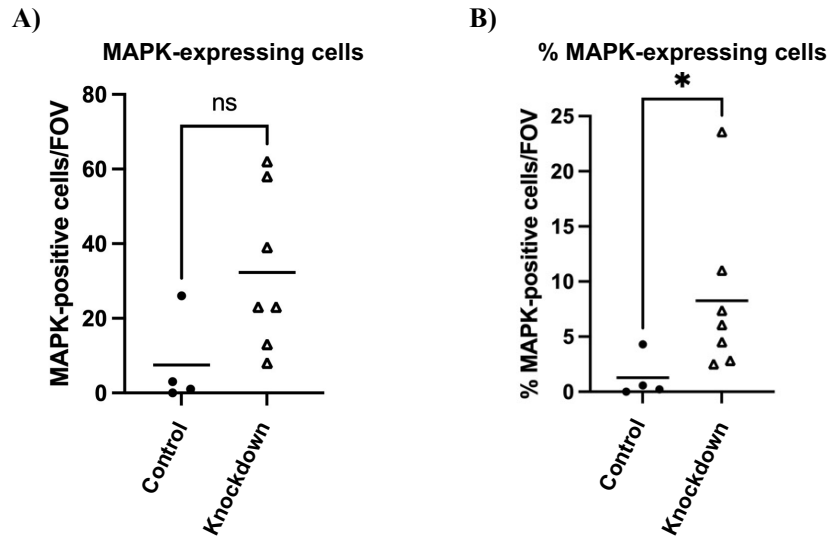 A)
MAPK-expressing cells
MAPK-positive cells/FOV
80
60
40
20
0
ns
Control
Knockdown
B)
% MAPK-expressing cells
% MAPK-positive cells/FOV
25
20
15
10
5
0
*
Control
Knockdown